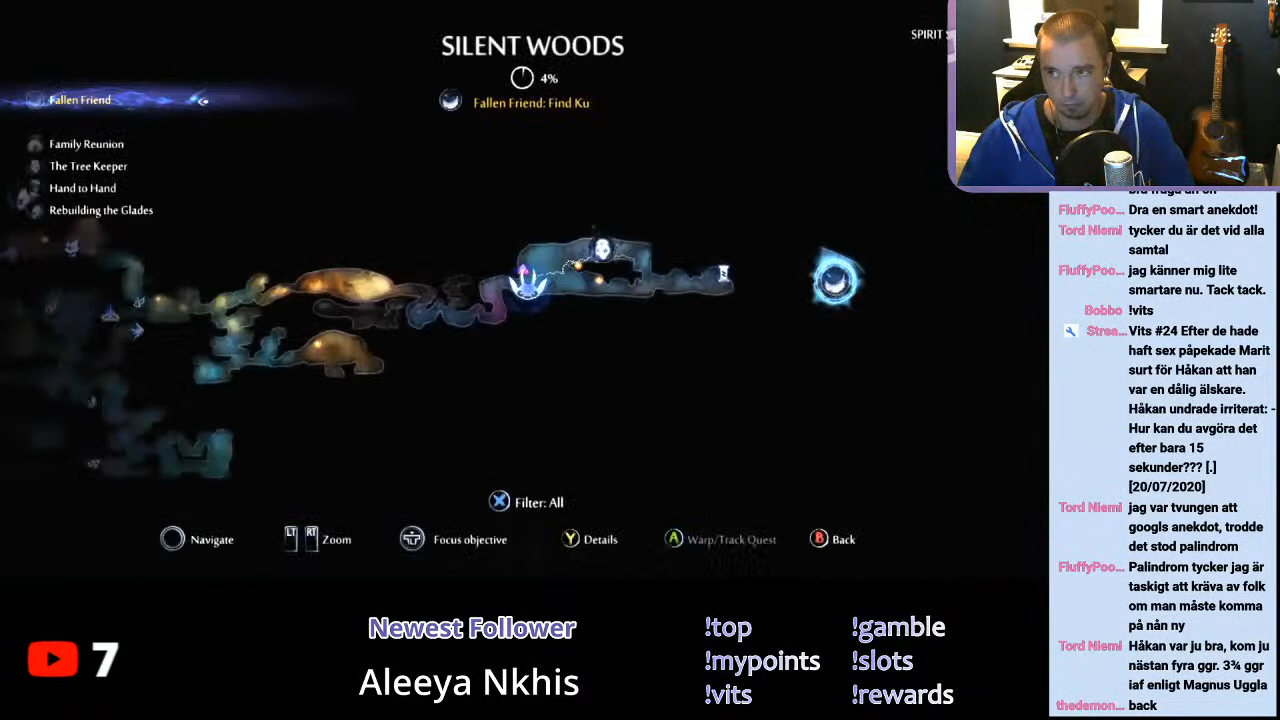 SILENT WOODS
4%
Fallen Friend: Find Ku
SPIRIT
Fallen Friend
Family Reunion
The Tree Keeper
Hand to Hand
Rebuilding the Glades
Filter: All
Navigate
LT RT Zoom
Focus objective
Y Details
A Warp/Track Quest
B Back
Newest Follower
Aleeya Nkhis
7
!top
!mypoints
!vits
!gamble
!slots
!rewards
FluffyPoo... Dra en smart anekdot!
Tord Niemi tycker du är det vid alla
samtal
FluffyPoo... jag känner mig lite
smartare nu. Tack tack.
Bobbo !vits
Strea... Vits #24 Efter de hade
haft sex påpekade Marit
surt för Håkan att han
var en dålig älskare.
Håkan undrade irriterat: -
Hur kan du avgöra det
efter bara 15
sekunder??? [.]
[20/07/2020]
Tord Niemi jag var tvungen att
googls anekdot, trodde
det stod palindrom
FluffyPoo... Palindrom tycker jag är
taskigt att kräva av folk
om man måste komma
på nån ny
Tord Niemi Håkan var ju bra, kom ju
nästan fyra ggr. 3¾ ggr
iaf enligt Magnus Uggla
thedemon... back